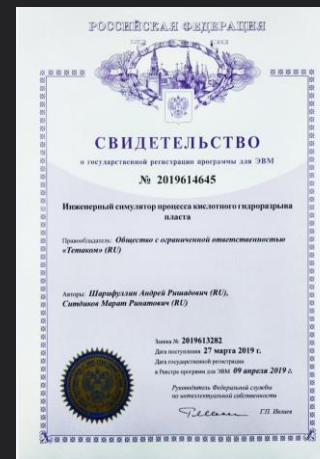 РОССИЙСКАЯ ФЕДЕРАЦИЯ
СВИДЕТЕЛЬСТВО
о государственной регистрации программы для ЭВМ
№ 2019614645
Инженерный симулятор процесса кислотного гидроразрыва
пласта
Правообладатель: Общество с ограниченной ответственностью
«Тетаком» (RU)
Авторы: Шарифуллин Андрей Ришадович (RU),
Ситдиков Марат Ринатович (RU)
Заявка № 2019613282
Дата поступления 27 марта 2019 г.
Дата государственной регистрации
в Реестре программ для ЭВМ 09 апреля 2019 г.
Руководитель Федеральной службы
по интеллектуальной собственности
Г.П. Ивлиев